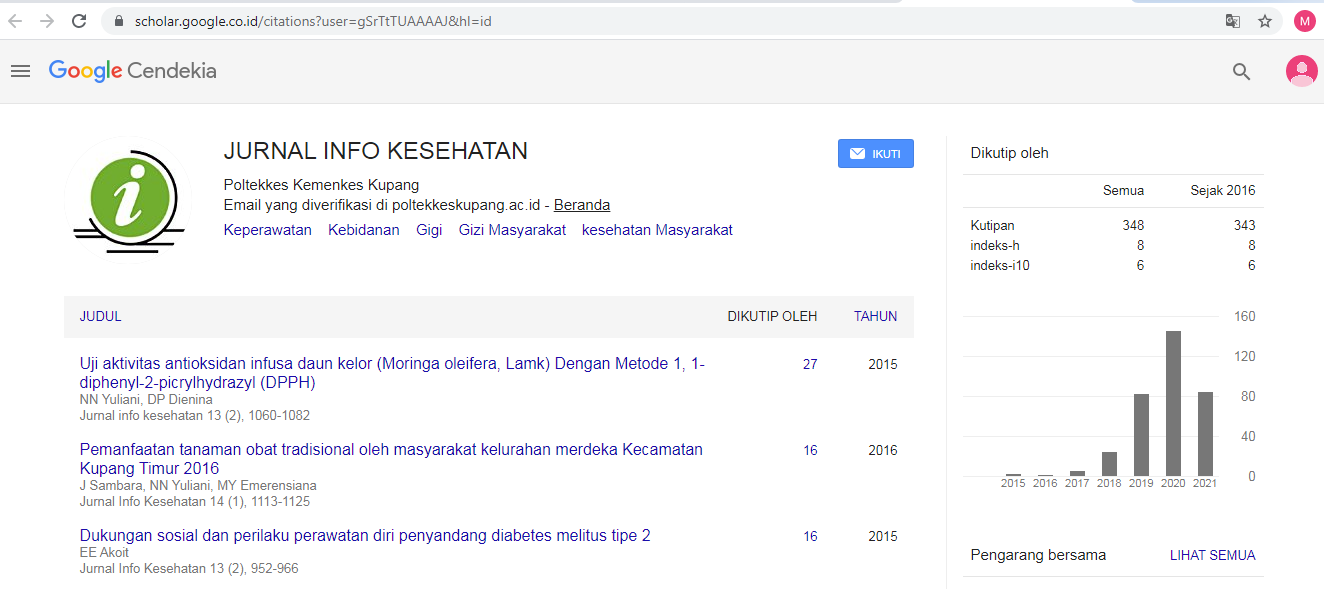 scholar.google.co.id/citations?user=gSrTtTUAAAAJ&hl=id
M
Google Cendekia
i
JURNAL INFO KESEHATAN
IKUTI
Poltekkes Kemenkes Kupang
Email yang diverifikasi di poltekkeskupang.ac.id - Beranda
Keperawatan Kebidanan Gigi Gizi Masyarakat kesehatan Masyarakat
JUDUL DIKUTIP OLEH TAHUN
Uji aktivitas antioksidan infusa daun kelor (Moringa oleifera, Lamk) Dengan Metode 1, 1-
diphenyl-2-picrylhydrazyl (DPPH)
27 2015
NN Yuliani, DP Dienina
Jurnal info kesehatan 13 (2), 1060-1082
Pemanfaatan tanaman obat tradisional oleh masyarakat kelurahan merdeka Kecamatan
Kupang Timur 2016
16 2016
J Sambara, NN Yuliani, MY Emerensiana
Jurnal Info Kesehatan 14 (1), 1113-1125
Dukungan sosial dan perilaku perawatan diri penyandang diabetes melitus tipe 2 16 2015
EE Akoit
Jurnal Info Kesehatan 13 (2), 952-966
Dikutip oleh
Semua Sejak 2016
Kutipan 348 343
indeks-h 8 8
indeks-i10 6 6
160
120
80
40
0
2015 2016 2017 2018 2019 2020 2021
Pengarang bersama LIHAT SEMUA